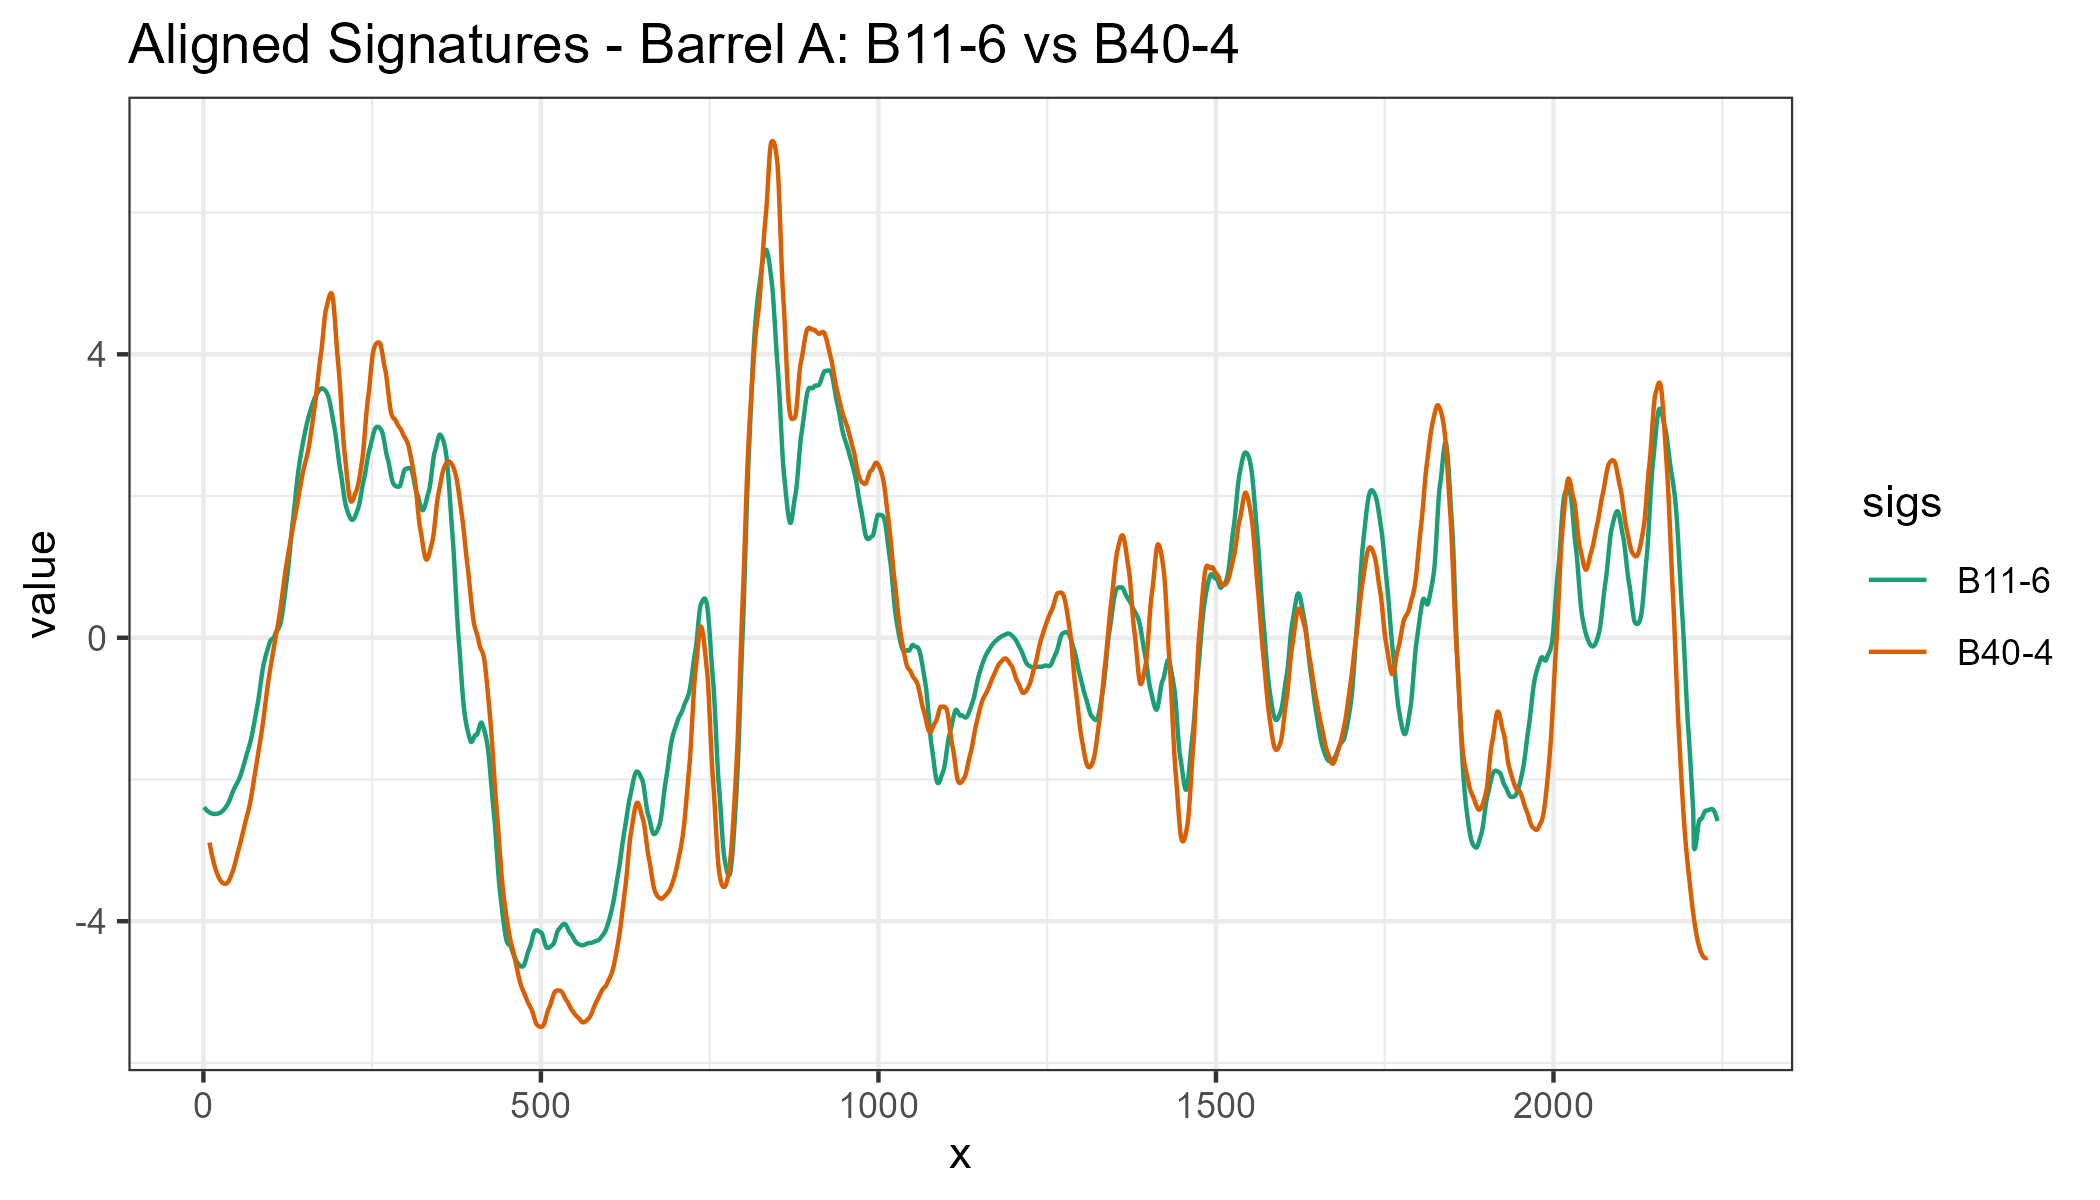 Aligned Signatures - Barrel A: B11-6 vs B40-4
value
4
0
-4
0 500 1000 1500 2000
x
sigs
B11-6
B40-4